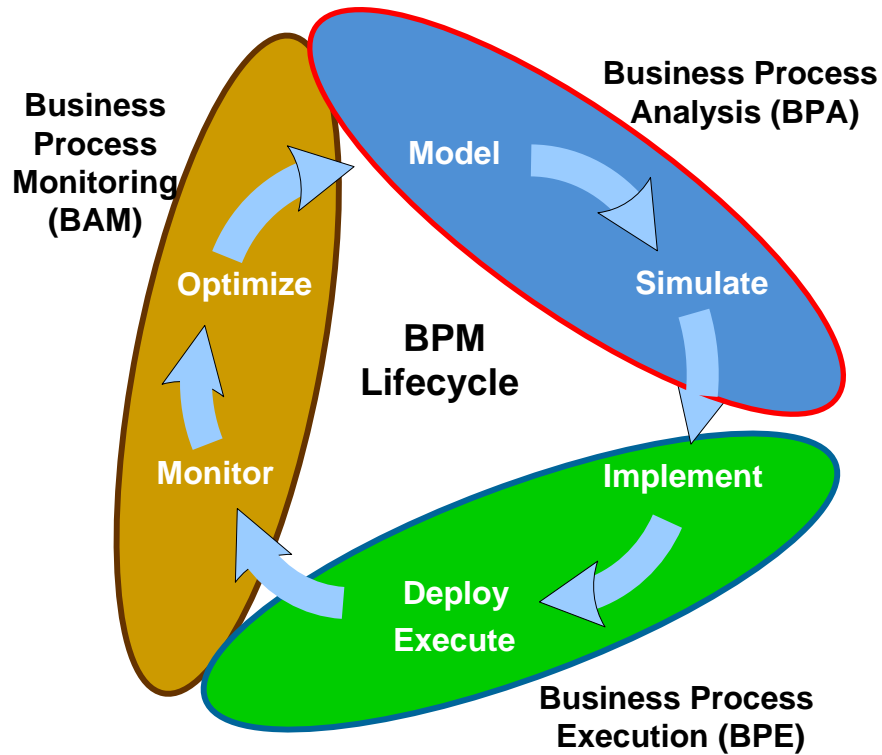 Business Process
Analysis (BPA)
Business
Process
Monitoring
(BAM)
Model
Optimize
Simulate
BPM
Lifecycle
Monitor
Implement
Deploy
Execute
Business Process
Execution (BPE)